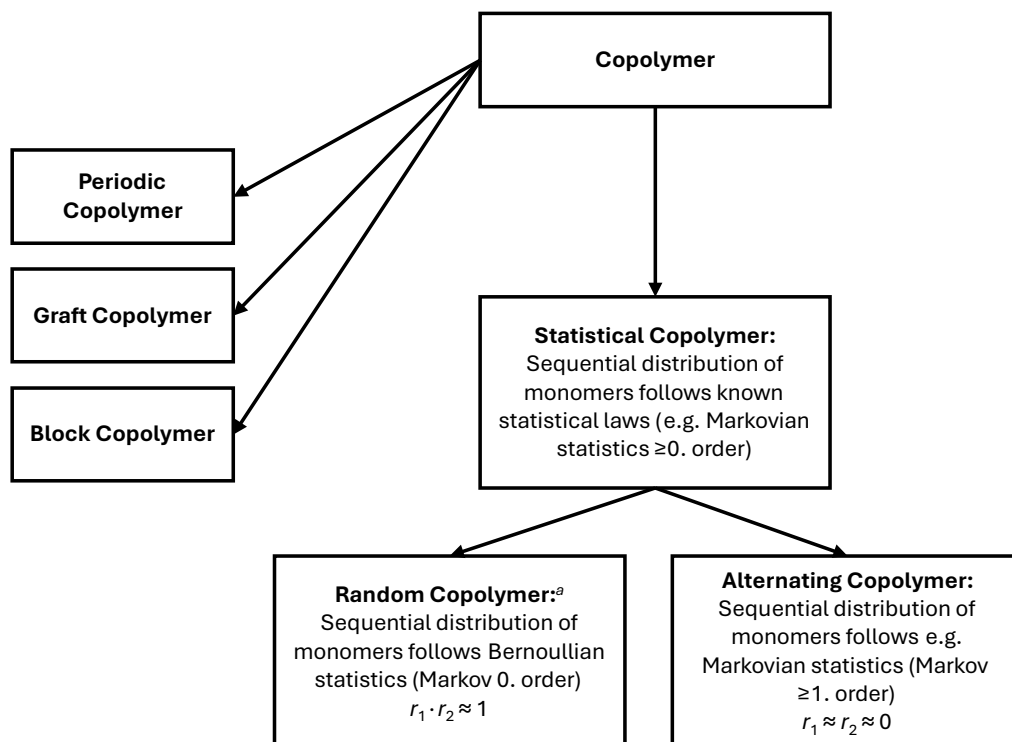 Copolymer
Periodic
Copolymer
Graft Copolymer
Block Copolymer
Statistical Copolymer:
Sequential distribution of
monomers follows known
statistical laws (e.g. Markovian
statistics ≥0. order)
Random Copolymer:ᵃ
Sequential distribution of
monomers follows Bernoullian
statistics (Markov 0. order)
r₁ · r₂ ≈ 1
Alternating Copolymer:
Sequential distribution of
monomers follows e.g.
Markovian statistics (Markov
≥1. order)
r₁ ≈ r₂ ≈ 0